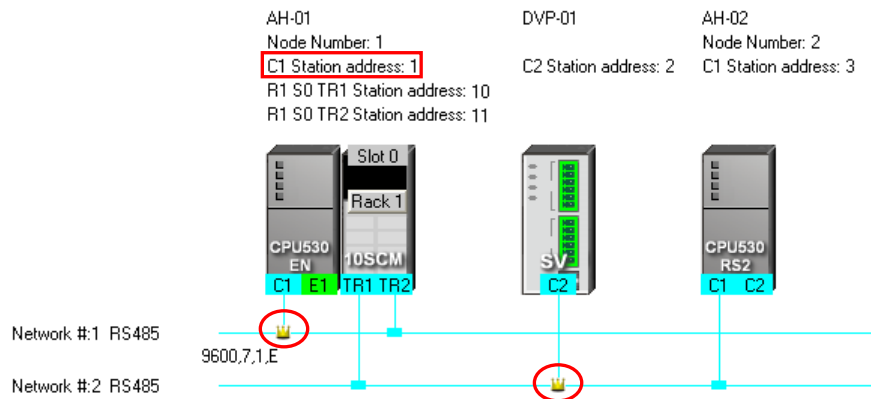 AH-01
Node Number: 1
C1 Station address: 1
R1 S0 TR1 Station address: 10
R1 S0 TR2 Station address: 11
DVP-01
C2 Station address: 2
AH-02
Node Number: 2
C1 Station address: 3
Slot 0
Rack 1
CPU530
EN
10SCM
C1 E1 TR1 TR2
SV
C2
CPU530
RS2
C1 C2
Network #:1 RS485
9600,7,1,E
Network #:2 RS485